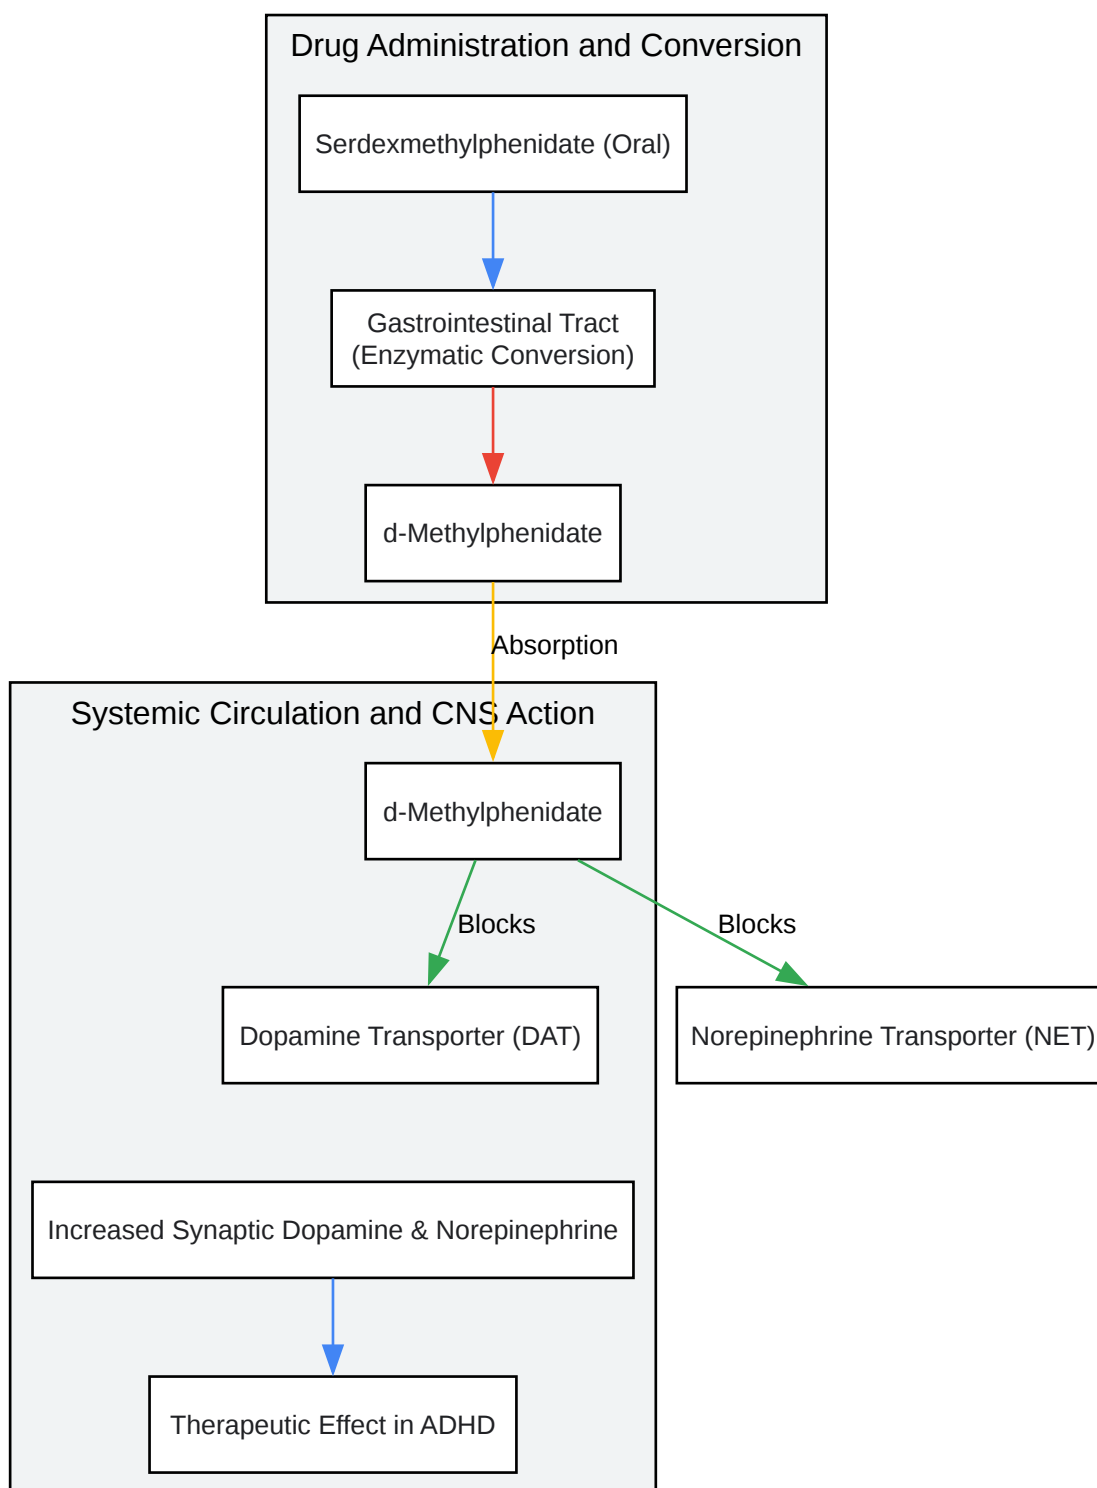 Drug Administration and Conversion
Serdexmethylphenidate (Oral)
Gastrointestinal Tract
(Enzymatic Conversion)
d-Methylphenidate
Absorption
Systemic Circulation and CNS Action
d-Methylphenidate
Blocks
Blocks
Dopamine Transporter (DAT)
Norepinephrine Transporter (NET)
Increased Synaptic Dopamine & Norepinephrine
Therapeutic Effect in ADHD